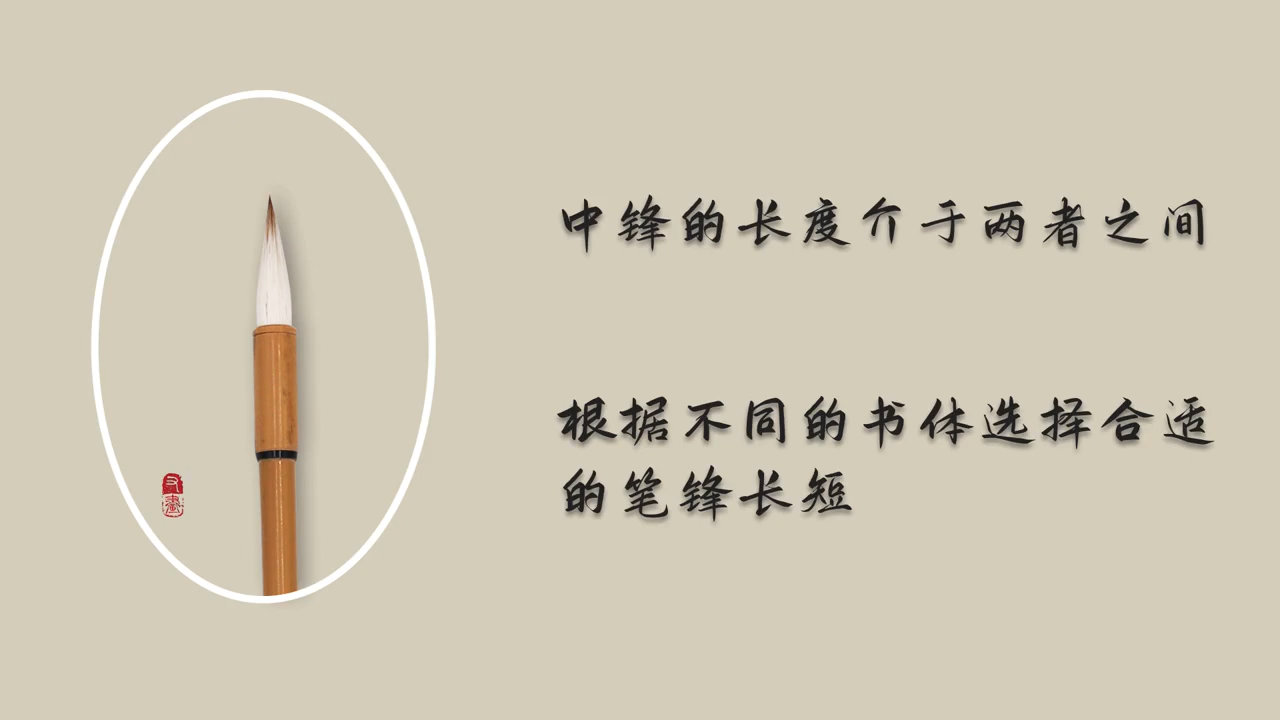 中锋的长度介于两者之间
根据不同的书体选择合适
的笔锋长短